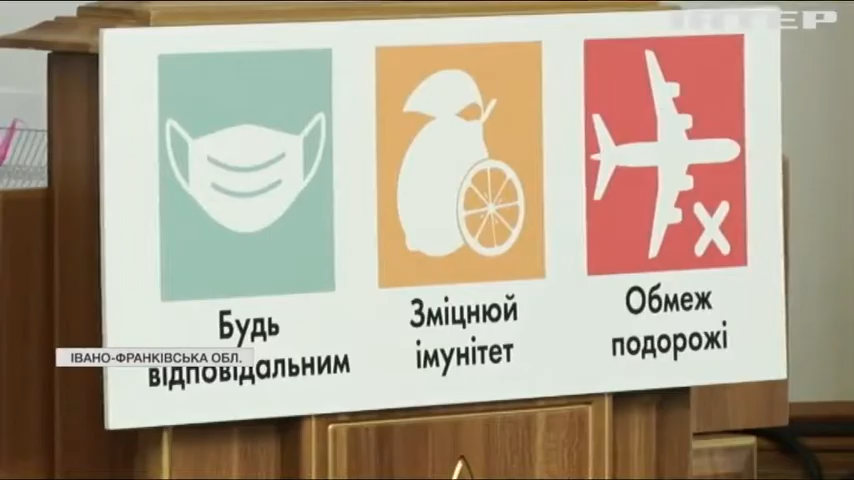 ІНТЕР
Будь
відповідальним
Зміцнюй
імунітет
Обмеж
подорожі
ІВАНО-ФРАНКІВСЬКА ОБЛ.